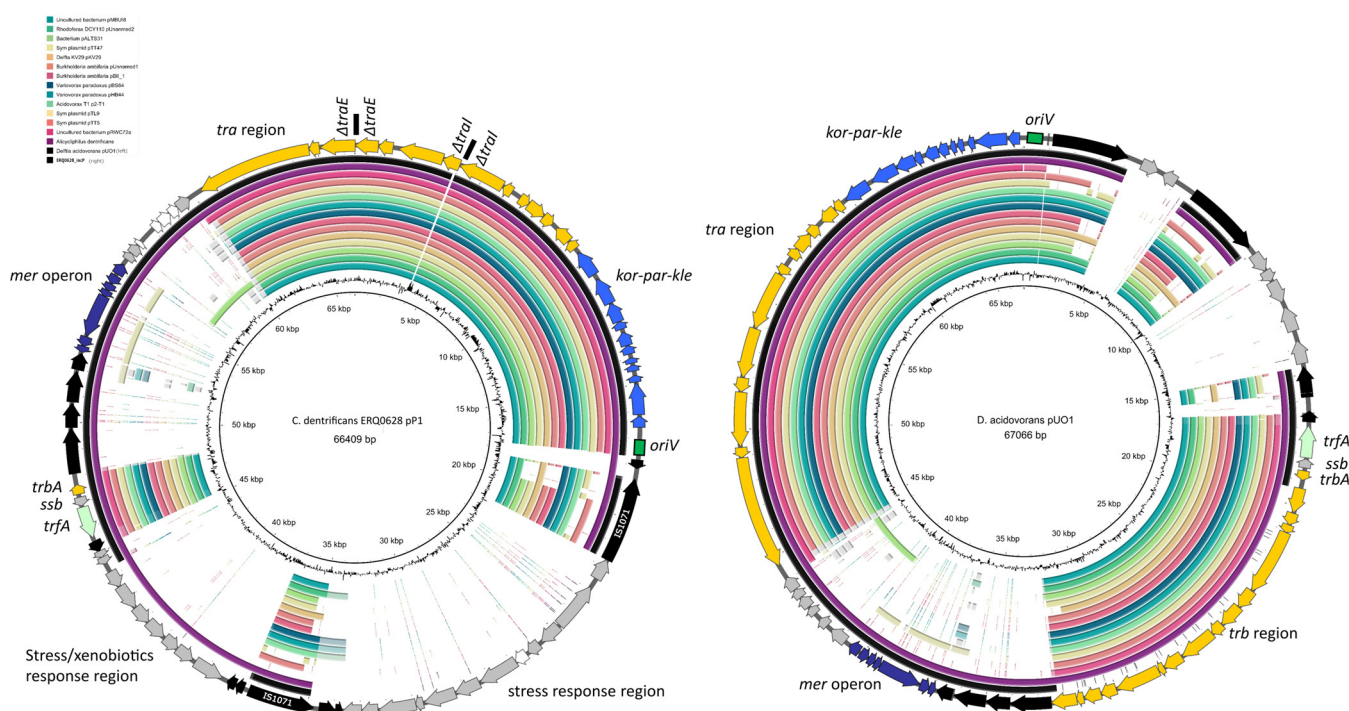 Uncultured bacterium pMBUI8
Rhodoferax DCY110 pUnanmed2
Bacterium pALTS31
Sym plasmid pTT47
Delftia KV29 pKV29
Burkholderia ambifaria pUnnamed1
Burkholderia ambifaria pBII_1
Variovorax paradoxus pBS64
Variovorax paradoxus pHB44
Acidovorax T1 p2-T1
Sym plasmid pTL9
Sym plasmid pTT5
Uncultured bacterium pRWC72a
Alicycliphilus dentrificans
Delftia acidovorans pUO1 (left)
ERQ0628_incP (right)
tra region
ΔtraE
ΔtraE
ΔtraI
ΔtraI
kor-par-kle
oriV
IS1071
stress response region
IS1071
Stress/xenobiotics
response region
trfA
ssb
trbA
mer operon
65 kbp
5 kbp
10 kbp
15 kbp
20 kbp
25 kbp
30 kbp
35 kbp
40 kbp
45 kbp
50 kbp
55 kbp
60 kbp
C. dentrificans ERQ0628 pP1
66409 bp
kor-par-kle
oriV
tra region
trfA
ssb
trbA
trb region
mer operon
65 kbp
5 kbp
10 kbp
15 kbp
20 kbp
25 kbp
30 kbp
35 kbp
40 kbp
45 kbp
50 kbp
55 kbp
60 kbp
D. acidovorans pUO1
67066 bp